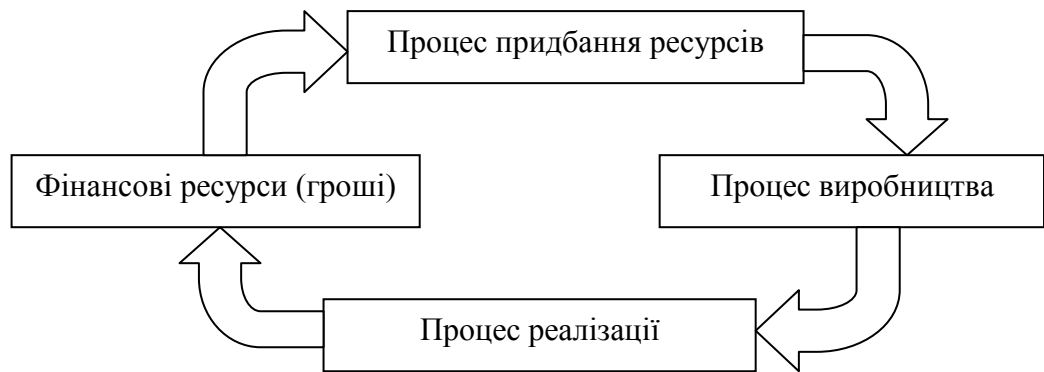 Процес придбання ресурсів
Фінансові ресурси (гроші)
Процес виробництва
Процес реалізації